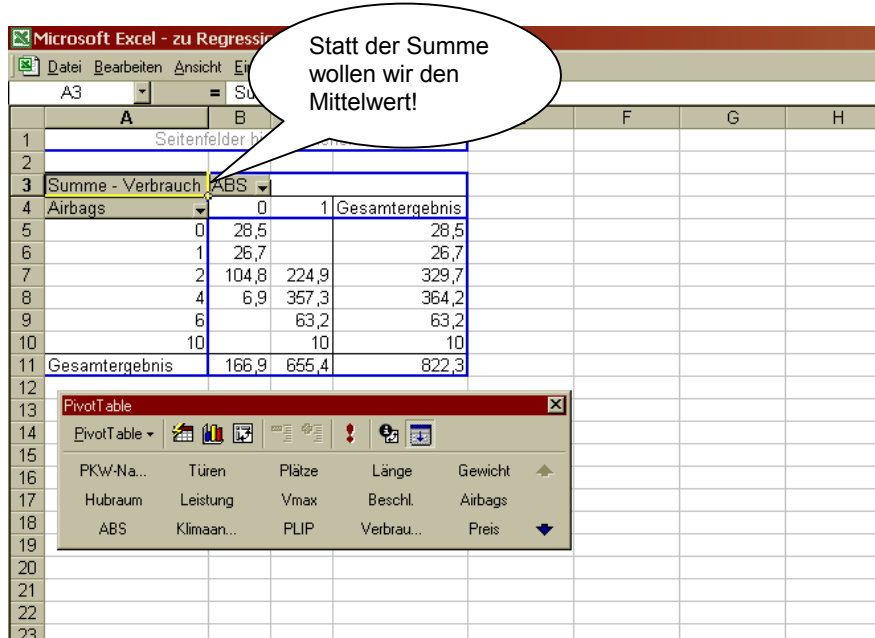 Microsoft Excel - zu Regressi
Statt der Summe
wollen wir den
Mittelwert!
Datei Bearbeiten Ansicht Ei
A3 =
A B F G H
1 Seitenfelder
2
3 Summe - Verbrauch ABS
4 Airbags 0 1 Gesamtergebnis
5 0 28,5 28,5
6 1 26,7 26,7
7 2 104,8 224,9 329,7
8 4 6,9 357,3 364,2
9 6 63,2 63,2
10 10 10 10
11 Gesamtergebnis 166,9 655,4 822,3
12
13
14
15
16
17
18
19
20
21
22
23
PivotTable
PivotTable
PKW-Na... Türen Plätze Länge Gewicht
Hubraum Leistung Vmax Beschl. Airbags
ABS Klimaan... PLIP Verbrau... Preis